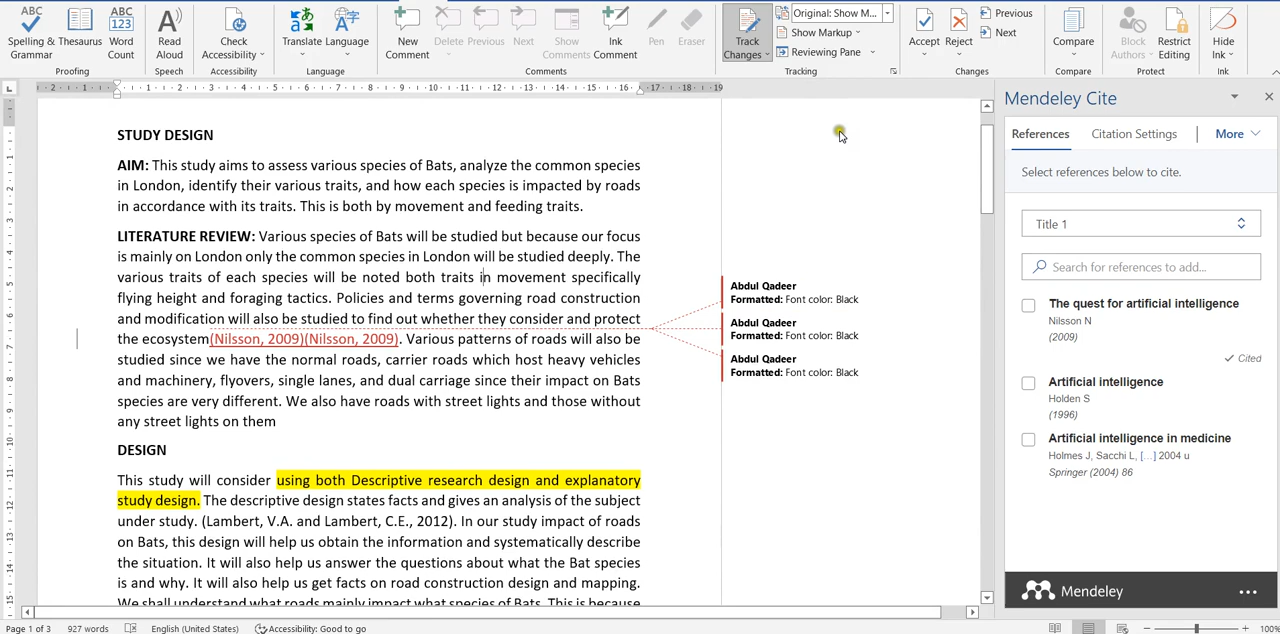 Spelling & Grammar
Thesaurus
Word Count
Proofing
Read Aloud
Speech
Check Accessibility
Accessibility
Translate
Language
Language
New Comment
Delete
Previous
Next
Show Comments
Ink Comment
Pen
Eraser
Comments
Track Changes
Original: Show M...
Show Markup
Reviewing Pane
Tracking
Accept
Reject
Previous
Next
Changes
Compare
Compare
Block Authors
Restrict Editing
Protect
Hide Ink
Ink
STUDY DESIGN
AIM: This study aims to assess various species of Bats, analyze the common species
in London, identify their various traits, and how each species is impacted by roads
in accordance with its traits. This is both by movement and feeding traits.
LITERATURE REVIEW: Various species of Bats will be studied but because our focus
is mainly on London only the common species in London will be studied deeply. The
various traits of each species will be noted both traits in movement specifically
flying height and foraging tactics. Policies and terms governing road construction
and modification will also be studied to find out whether they consider and protect
the ecosystem(Nilsson, 2009)(Nilsson, 2009). Various patterns of roads will also be
studied since we have the normal roads, carrier roads which host heavy vehicles
and machinery, flyovers, single lanes, and dual carriage since their impact on Bats
species are very different. We also have roads with street lights and those without
any street lights on them
DESIGN
This study will consider using both Descriptive research design and explanatory
study design. The descriptive design states facts and gives an analysis of the subject
under study. (Lambert, V.A. and Lambert, C.E., 2012). In our study impact of roads
on Bats, this design will help us obtain the information and systematically describe
the situation. It will also help us answer the questions about what the Bat species
is and why. It will also help us get facts on road construction design and mapping.
We shall understand what roads mainly impact what species of Bats. This is because
Abdul Qadeer
Formatted: Font color: Black
Abdul Qadeer
Formatted: Font color: Black
Abdul Qadeer
Formatted: Font color: Black
Mendeley Cite
References
Citation Settings
More
Select references below to cite.
Title 1
Search for references to add...
The quest for artificial intelligence
Nilsson N
(2009)
Cited
Artificial intelligence
Holden S
(1996)
Artificial intelligence in medicine
Holmes J, Sacchi L, [...] 2004 u
Springer (2004) 86
Mendeley
Page 1 of 3
927 words
English (United States)
Accessibility: Good to go
100%